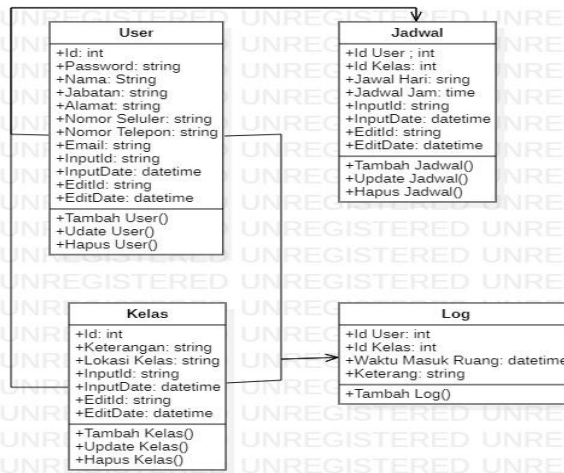 User
+Id: int
+Password: string
+Nama: String
+Jabatan: string
+Alamat: string
+Nomor Seluler: string
+Nomor Telepon: string
+Email: string
+InputId: string
+InputDate: datetime
+EditId: string
+EditDate: datetime
+Tambah User()
+Udate User()
+Hapus User()
Jadwal
+Id User ; int
+Id Kelas: int
+Jawal Hari: sring
+Jadwal Jam: time
+InputId: string
+InputDate: datetime
+EditId: string
+EditDate: datetime
+Tambah Jadwal()
+Update Jadwal()
+Hapus Jadwal()
Kelas
+Id: int
+Keterangan: string
+Lokasi Kelas: string
+InputId: string
+InputDate: datetime
+EditId: string
+EditDate: datetime
+Tambah Kelas()
+Update Kelas()
+Hapus Kelas()
Log
+Id User: int
+Id Kelas: int
+Waktu Masuk Ruang: datetime
+Keterang: string
+Tambah Log()
UNREGISTERED UNREGISTERED UNRE